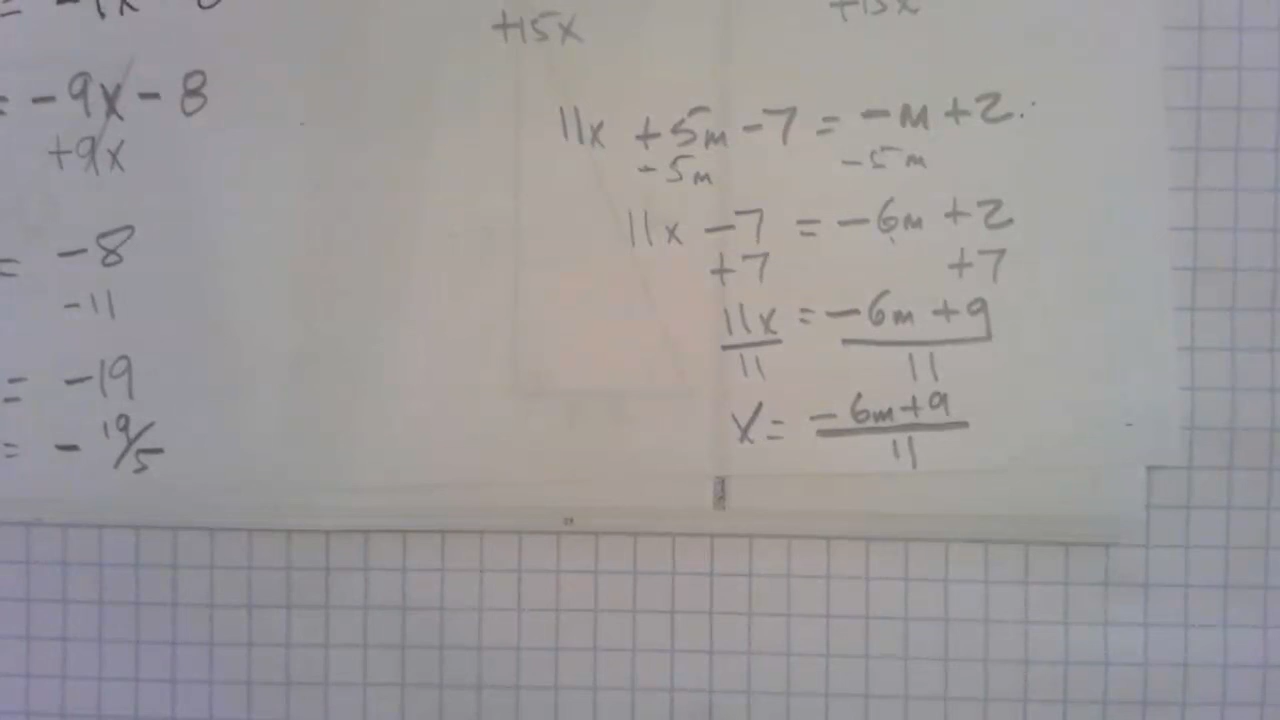 = -9x - 8
+9x
= -8
-11
= -19
= - 19/5
+15x +15x
11x + 5m - 7 = -m + 2.
-5m -5m
11x - 7 = -6m + 2
+7 +7
11x = -6m + 9
11 11
x = -6m+9
11